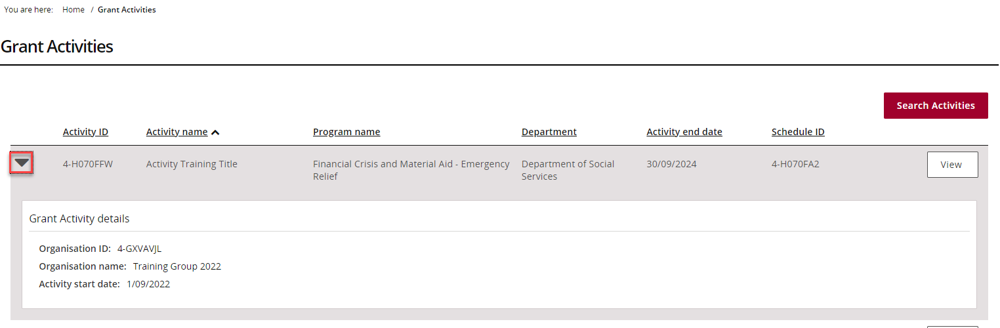 You are here: Home / Grant Activities
Grant Activities
Search Activities
Activity ID Activity name Program name Department Activity end date Schedule ID
4-H070FFW Activity Training Title Financial Crisis and Material Aid - Emergency Department of Social 30/09/2024 4-H070FA2 View
Relief Services
Grant Activity details
Organisation ID: 4-GXVAVJL
Organisation name: Training Group 2022
Activity start date: 1/09/2022